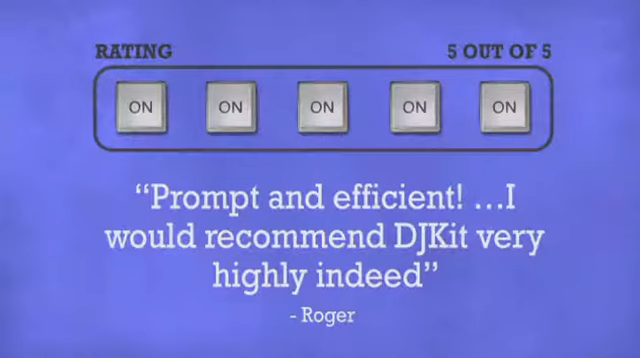 RATING 5 OUT OF 5
ON ON ON ON ON
“Prompt and efficient! ...I
would recommend DJKit very
highly indeed”
- Roger